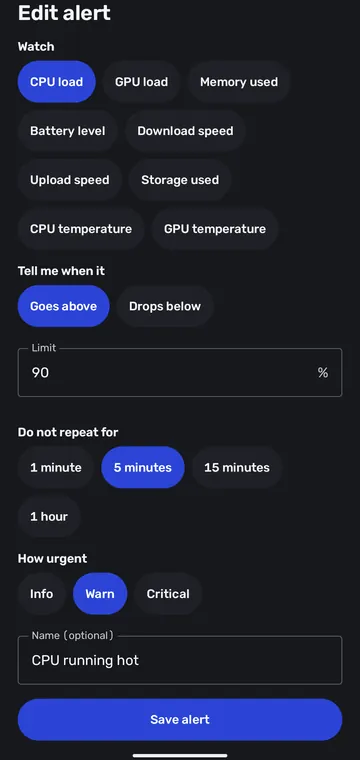 Edit alert
Watch
CPU load GPU load Memory used
Battery level Download speed
Upload speed Storage used
CPU temperature GPU temperature
Tell me when it
Goes above Drops below
Limit
90 %
Do not repeat for
1 minute 5 minutes 15 minutes
1 hour
How urgent
Info Warn Critical
Name (optional)
CPU running hot
Save alert